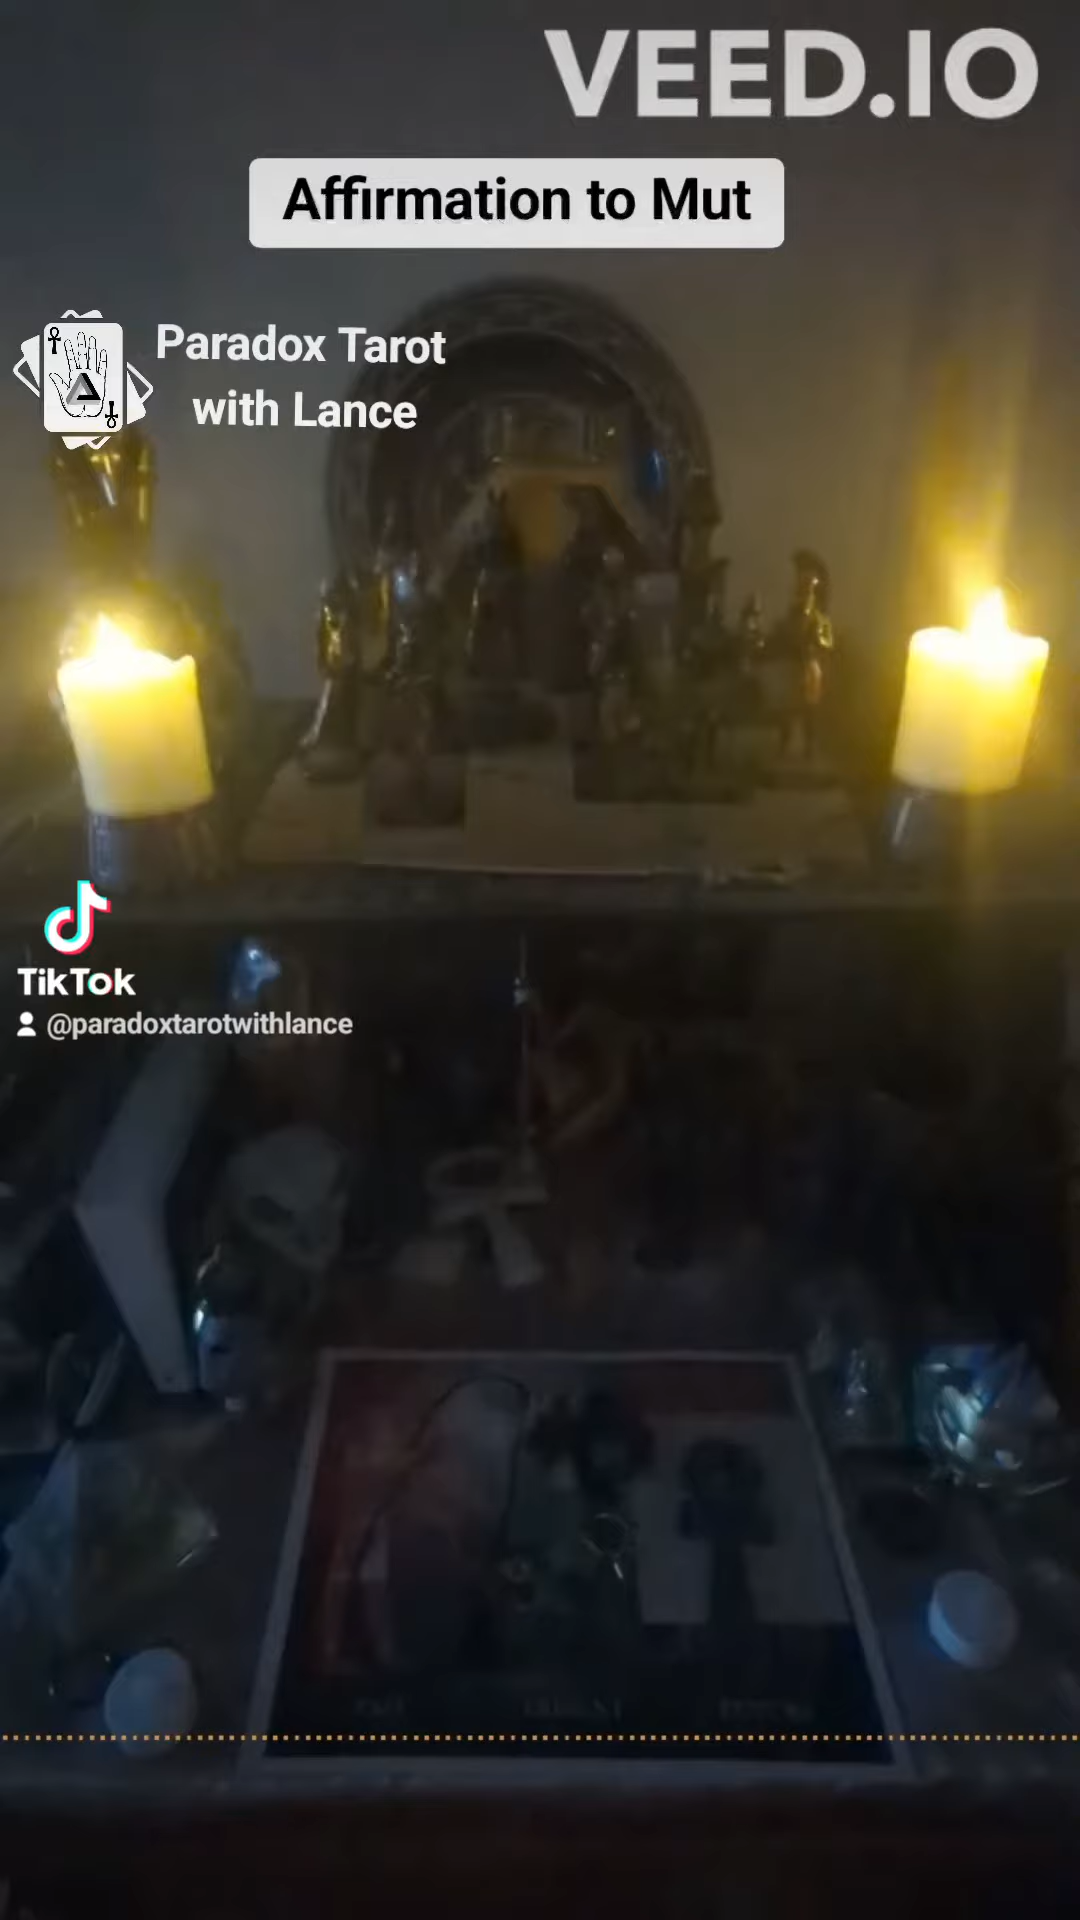 VEED.IO
Affirmation to Mut
Paradox Tarot
with Lance
TikTok
@paradoxtarotwithlance